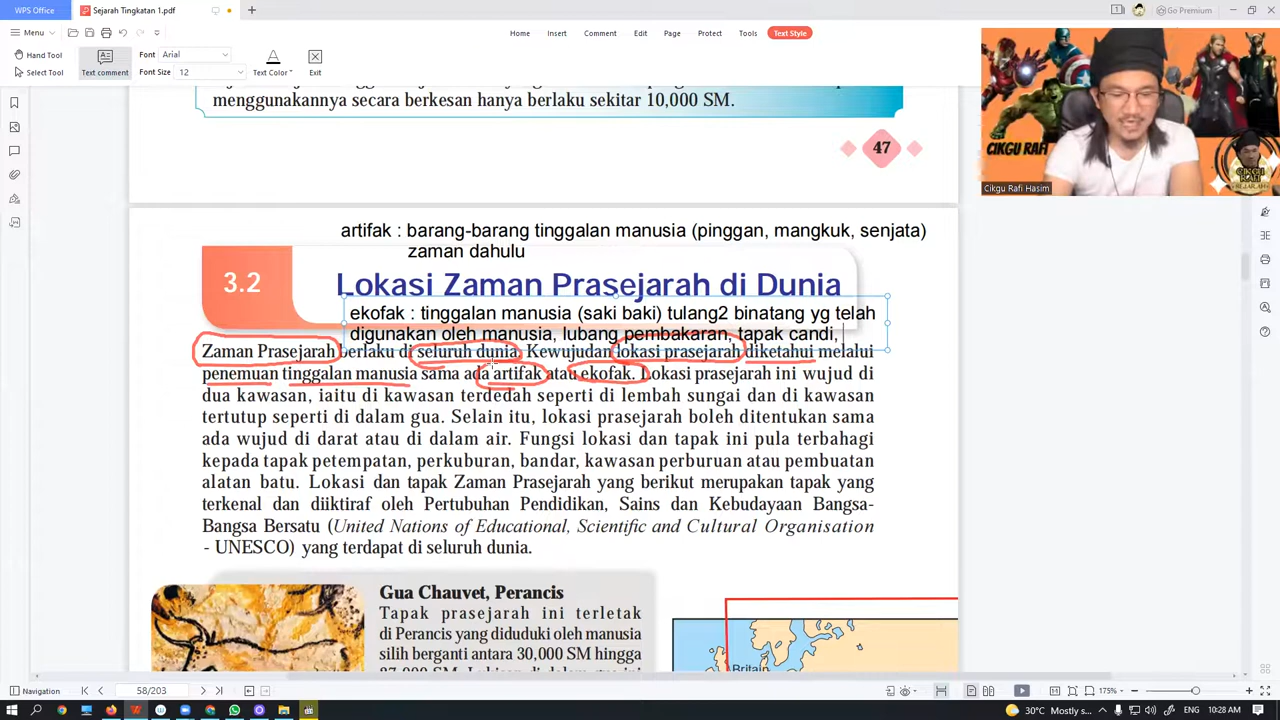 WPS Office
Sejarah Tingkatan 1.pdf
Go Premium
Menu
Home Insert Comment Edit Page Protect Tools Text Style
Hand Tool
Select Tool
Text comment
Font Arial
Font Size 12
Text Color
Exit
menggunakannya secara berkesan hanya berlaku sekitar 10,000 SM.
47
CIKGU RAFI
Cikgu Rafi Hasim
artifak : barang-barang tinggalan manusia (pinggan, mangkuk, senjata)
zaman dahulu
3.2
Lokasi Zaman Prasejarah di Dunia
ekofak : tinggalan manusia (saki baki) tulang2 binatang yg telah
digunakan oleh manusia, lubang pembakaran, tapak candi,
Zaman Prasejarah berlaku di seluruh dunia. Kewujudan lokasi prasejarah diketahui melalui
penemuan tinggalan manusia sama ada artifak atau ekofak. Lokasi prasejarah ini wujud di
dua kawasan, iaitu di kawasan terdedah seperti di lembah sungai dan di kawasan
tertutup seperti di dalam gua. Selain itu, lokasi prasejarah boleh ditentukan sama
ada wujud di darat atau di dalam air. Fungsi lokasi dan tapak ini pula terbahagi
kepada tapak petempatan, perkuburan, bandar, kawasan perburuan atau pembuatan
alatan batu. Lokasi dan tapak Zaman Prasejarah yang berikut merupakan tapak yang
terkenal dan diiktiraf oleh Pertubuhan Pendidikan, Sains dan Kebudayaan Bangsa-
Bangsa Bersatu (United Nations of Educational, Scientific and Cultural Organisation
- UNESCO) yang terdapat di seluruh dunia.
Gua Chauvet, Perancis
Tapak prasejarah ini terletak
di Perancis yang diduduki oleh manusia
silih berganti antara 30,000 SM hingga
Britain
Navigation
58/203
175%
30°C Mostly s...
10:28 AM